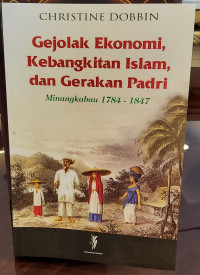 CHRISTINE DOBBIN
Gejolak Ekonomi,
Kebangkitan Islam,
dan Gerakan Padri
Minangkabau 1784 - 1847